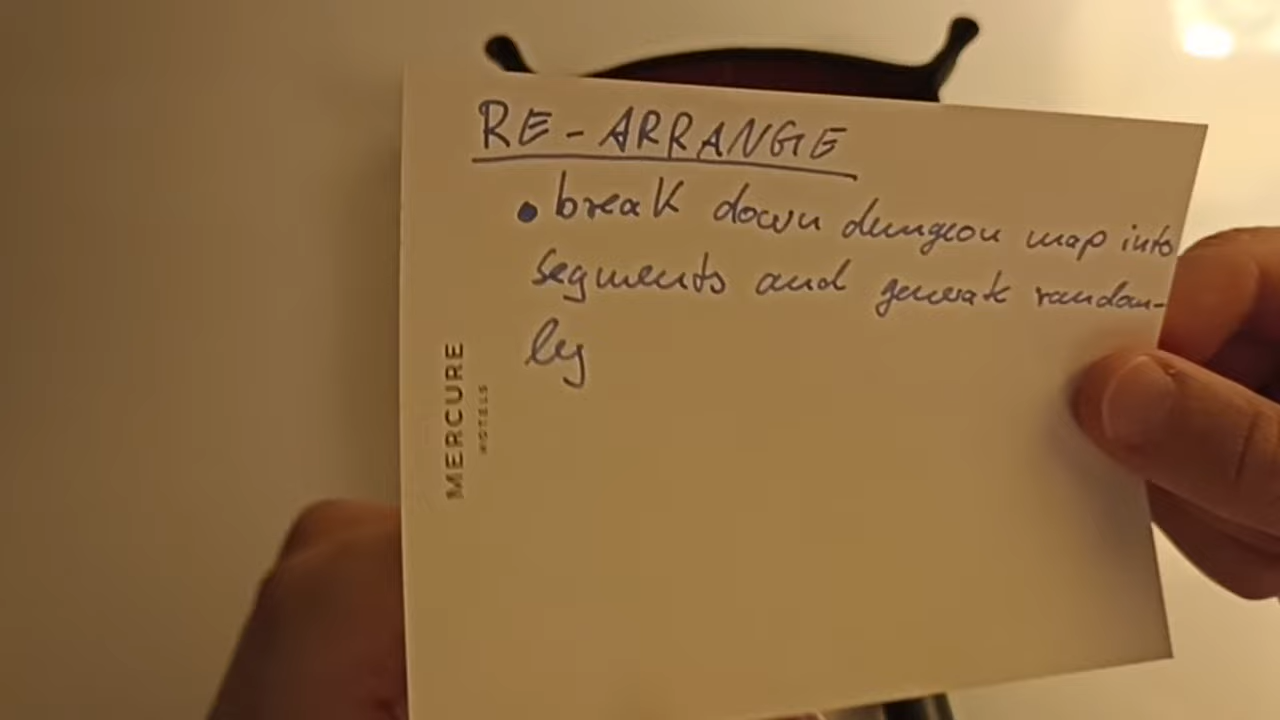 RE-ARRANGE
• break down dungeon map into
segments and generate random-
ly
MERCURE
HOTELS